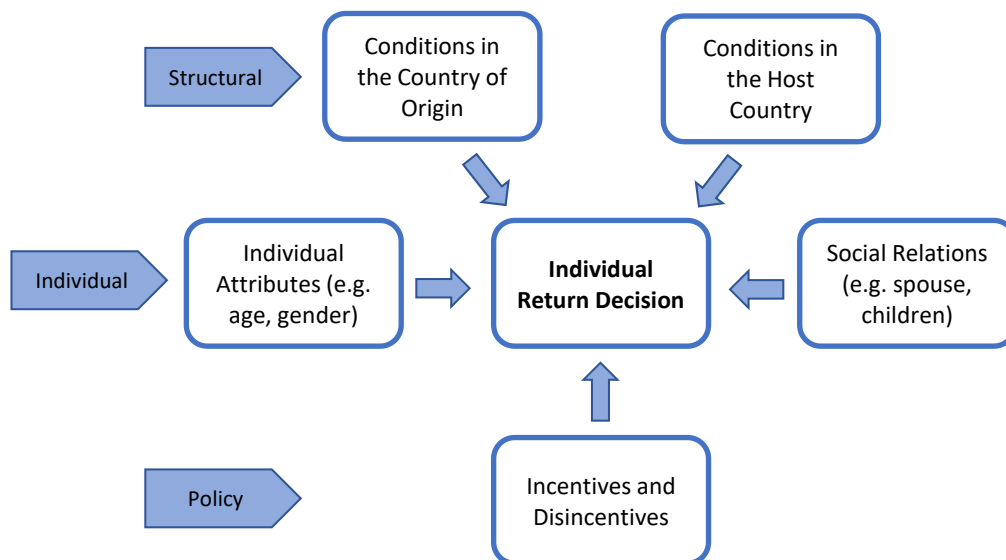 Structural
Conditions in
the Country of
Origin
Conditions in
the Host
Country
Individual
Individual
Attributes (e.g.
age, gender)
Individual
Return Decision
Social Relations
(e.g. spouse,
children)
Policy
Incentives and
Disincentives